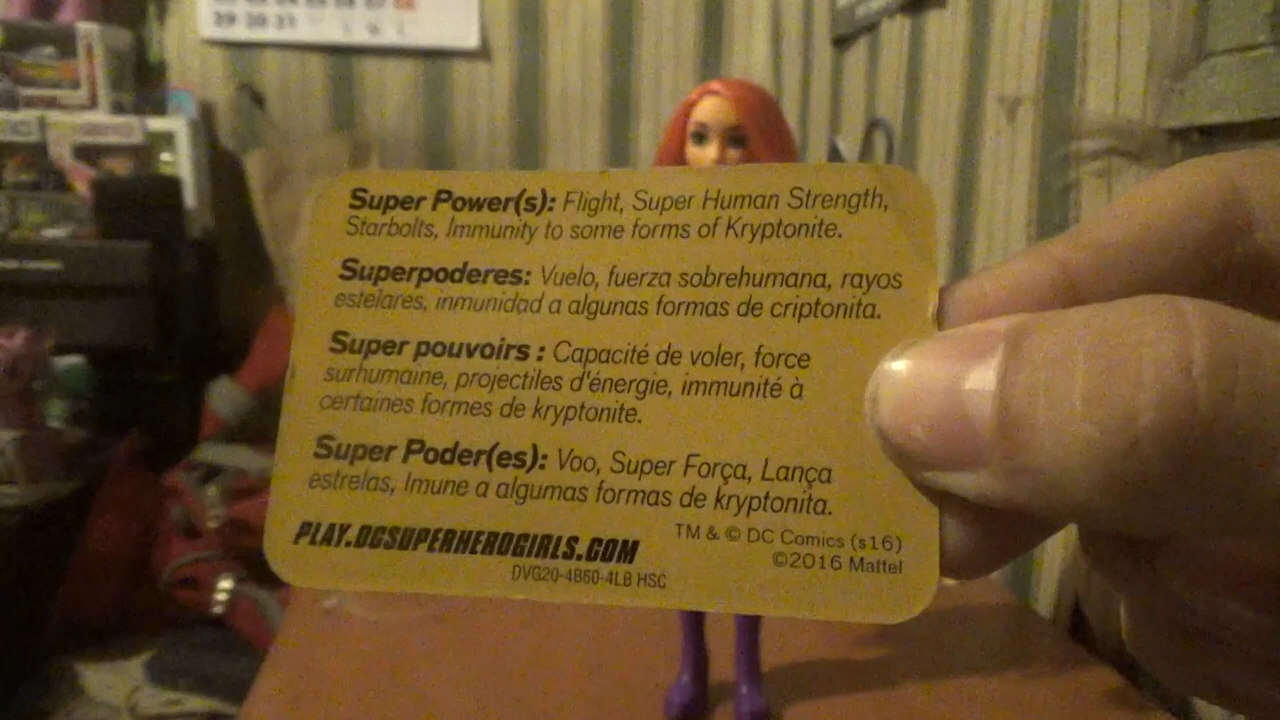 29 30 31
Super Power(s): Flight, Super Human Strength,
Starbolts, Immunity to some forms of Kryptonite.
Superpoderes: Vuelo, fuerza sobrehumana, rayos
estelares, inmunidad a algunas formas de criptonita.
Super pouvoirs : Capacité de voler, force
surhumaine, projectiles d'énergie, immunité à
certaines formes de kryptonite.
Super Poder(es): Voo, Super Força, Lança
estrelas, Imune a algumas formas de kryptonita.
PLAY.DCSUPERHEROGIRLS.COM
TM & © DC Comics (s16)
©2016 Mattel
DVG20-4B60-4LB HSC